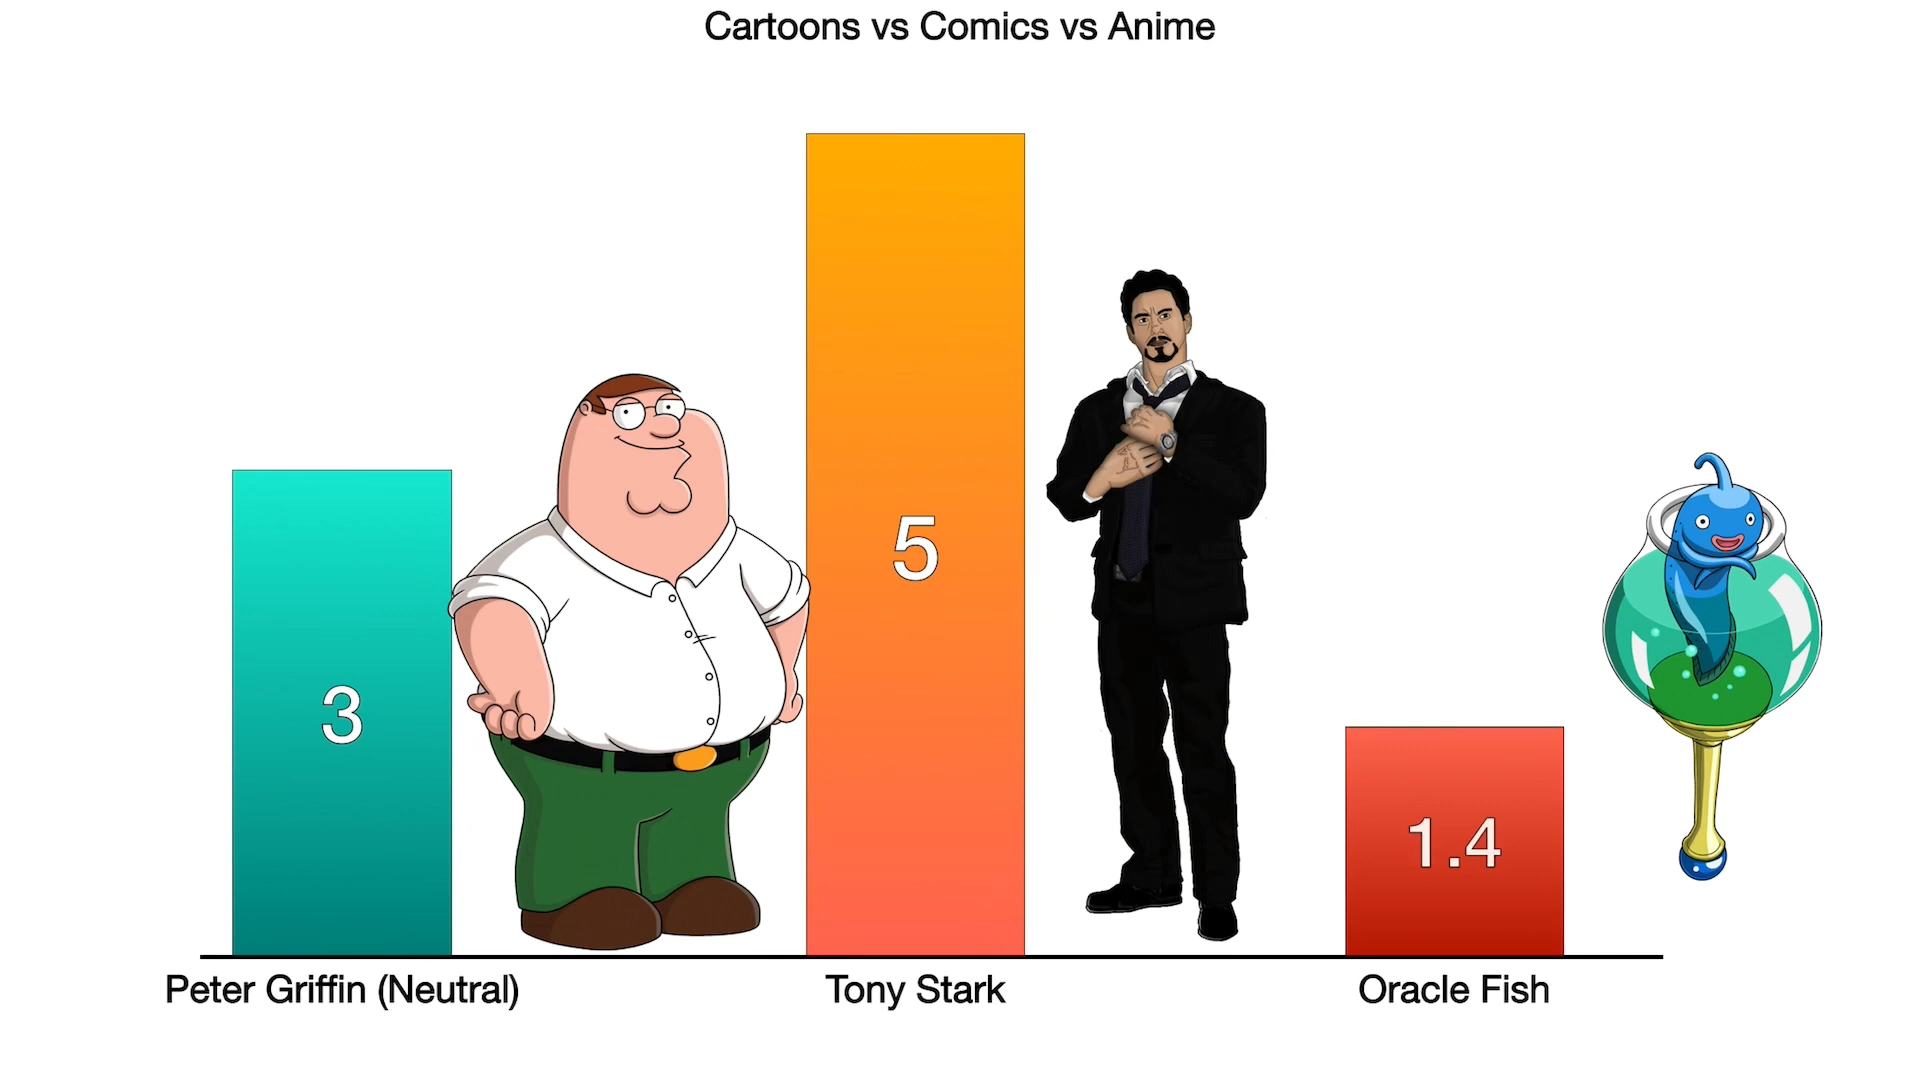 Cartoons vs Comics vs Anime
3
5
1.4
Peter Griffin (Neutral)
Tony Stark
Oracle Fish